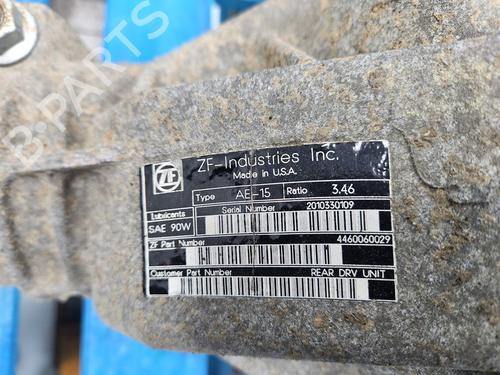 ZF
ZF-Industries Inc.
Made in U.S.A.
Type AE-15 Ratio 3,46
Lubricants Serial Number 2010330109
SAE 90W
ZF Part Number 4460060029
Customer Part Number REAR DRV UNIT
B-PARTS